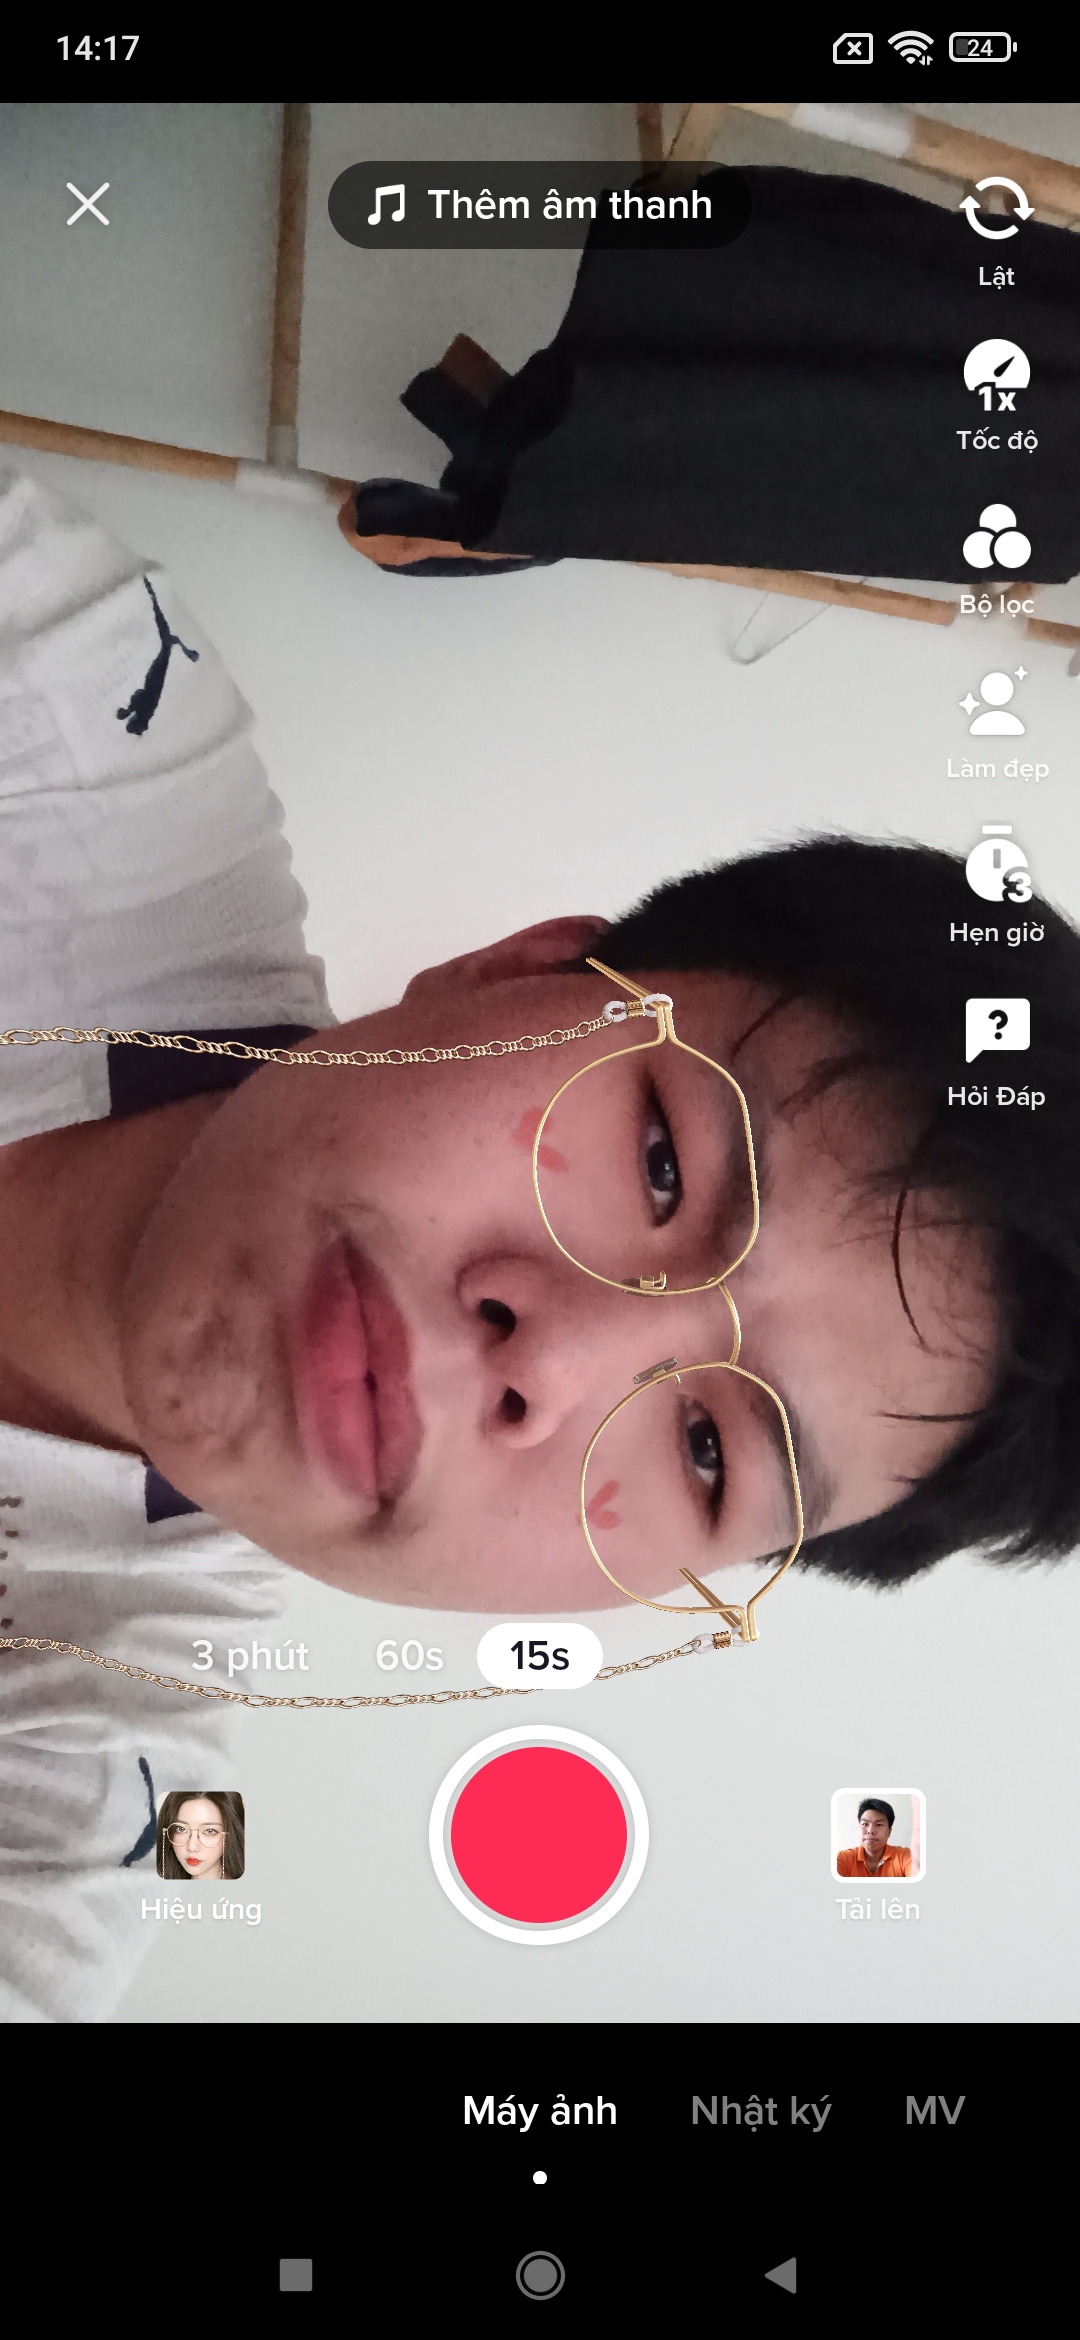 14:17
24
Thêm âm thanh
Lật
1x
Tốc độ
Bộ lọc
Làm đẹp
3
Hẹn giờ
?
Hỏi Đáp
3 phút 60s 15s
Hiệu ứng
Tải lên
Máy ảnh Nhật ký MV